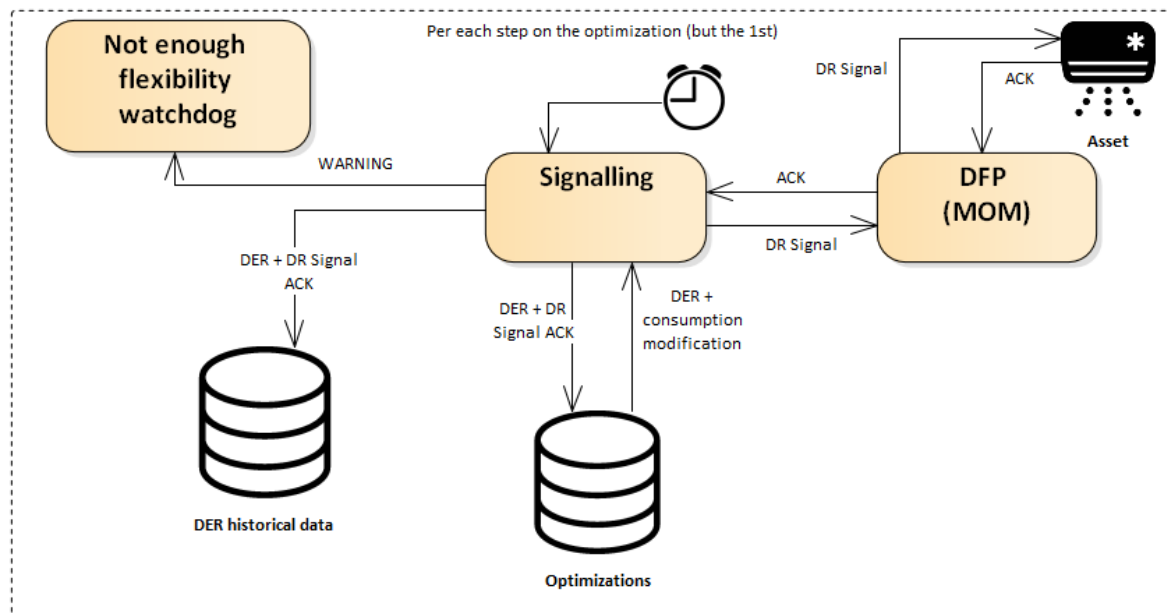 Per each step on the optimization (but the 1st)
Not enough
flexibility
watchdog
DR Signal
ACK
Asset
WARNING
Signalling
ACK
DFP
(MOM)
DR Signal
DER + DR Signal
ACK
DER + DR
Signal ACK
DER +
consumption
modification
DER historical data
Optimizations